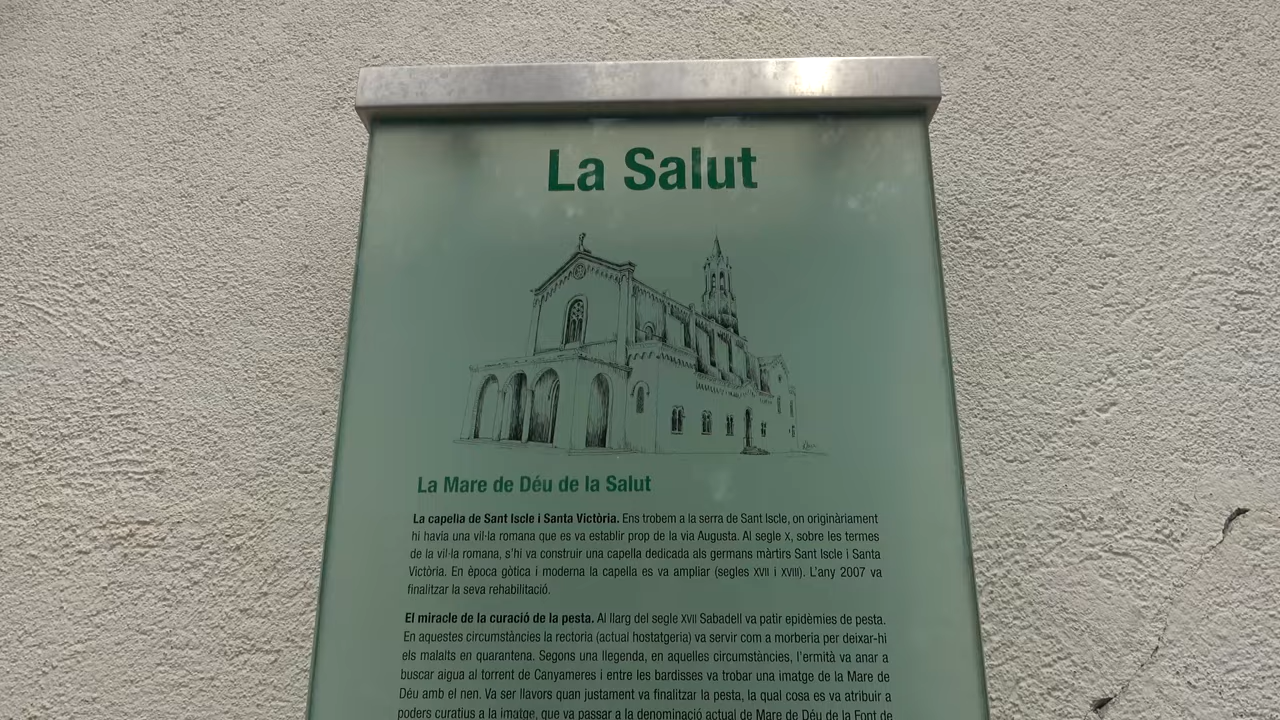 La Salut
La Mare de Déu de la Salut
La capella de Sant Iscle i Santa Victòria. Ens trobem a la serra de Sant Iscle, on originàriament
hi havia una vil·la romana que es va establir prop de la via Augusta. Al segle X, sobre les termes
de la vil·la romana, s'hi va construir una capella dedicada als germans màrtirs Sant Iscle i Santa
Victòria. En època gòtica i moderna la capella es va ampliar (segles XVII i XVIII). L'any 2007 va
finalitzar la seva rehabilitació.
El miracle de la curació de la pesta. Al llarg del segle XVII Sabadell va patir epidèmies de pesta.
En aquestes circumstàncies la rectoria (actual hostatgeria) va servir com a morberia per deixar-hi
els malalts en quarantena. Segons una llegenda, en aquelles circumstàncies, l'ermità va anar a
buscar aigua al torrent de Canyameres i entre les bardisses va trobar una imatge de la Mare de
Déu amb el nen. Va ser llavors quan justament va finalitzar la pesta, la qual cosa es va atribuir a
poders curatius a la imatge, que va passar a la denominació actual de Mare de Déu de la Font de